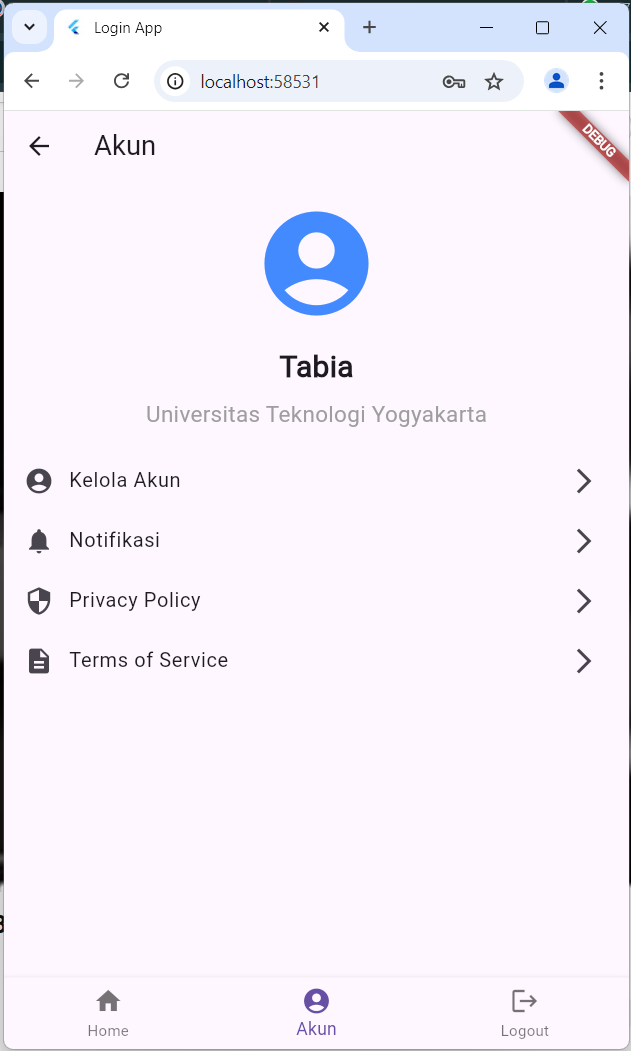 Login App
localhost:58531
Akun
DEBUG
Tabia
Universitas Teknologi Yogyakarta
Kelola Akun
Notifikasi
Privacy Policy
Terms of Service
Home
Akun
Logout